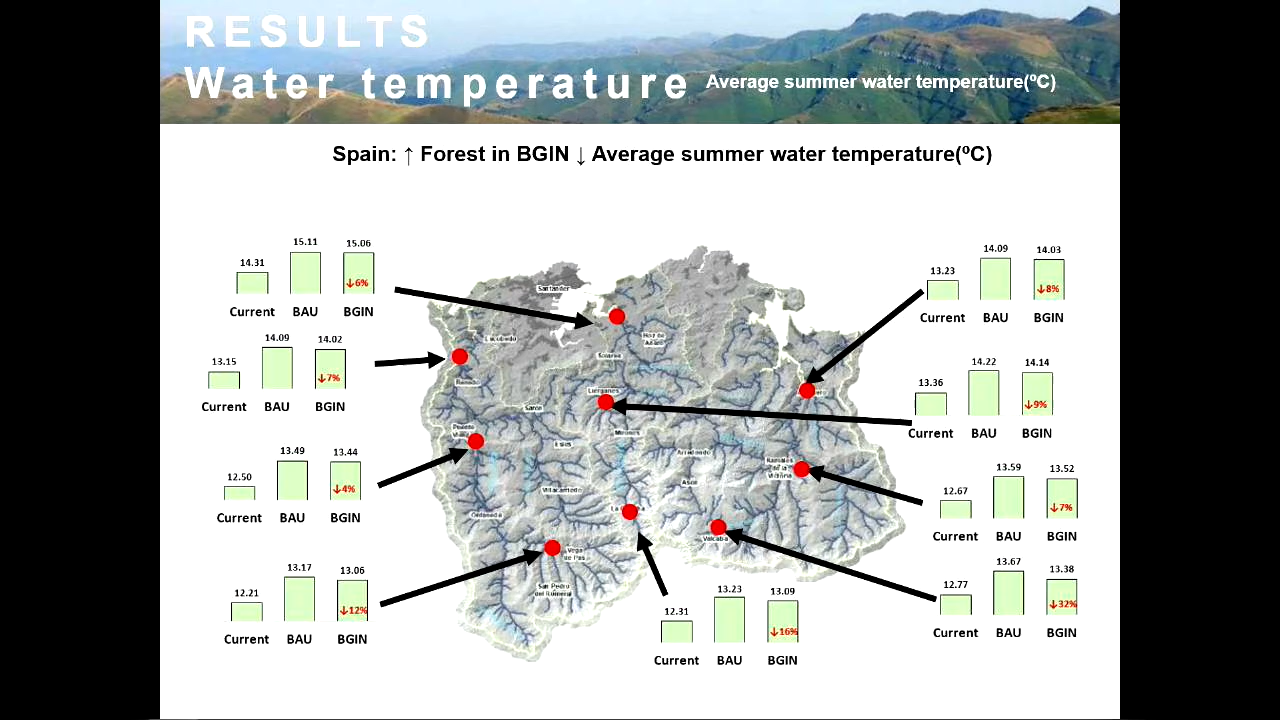 RESULTS
Water temperature Average summer water temperature(ºC)
Spain: ↑ Forest in BGIN ↓ Average summer water temperature(ºC)
14.31 15.11 15.06
↓6%
Current BAU BGIN
13.15 14.09 14.02
↓7%
Current BAU BGIN
12.50 13.49 13.44
↓4%
Current BAU BGIN
12.21 13.17 13.06
↓12%
Current BAU BGIN
12.31 13.23 13.09
↓16%
Current BAU BGIN
13.23 14.09 14.03
↓8%
Current BAU BGIN
13.36 14.22 14.14
↓9%
Current BAU BGIN
12.67 13.59 13.52
↓7%
Current BAU BGIN
12.77 13.67 13.38
↓32%
Current BAU BGIN
Santander
Solares
Renedo
Liérganes
Sarón
Mirones
Arredondo
Ramales
de la
Victoria
Asón
Villacarriedo
Ontaneda
Valcaba
Vega
de Pas
San Pedro
del Romeral